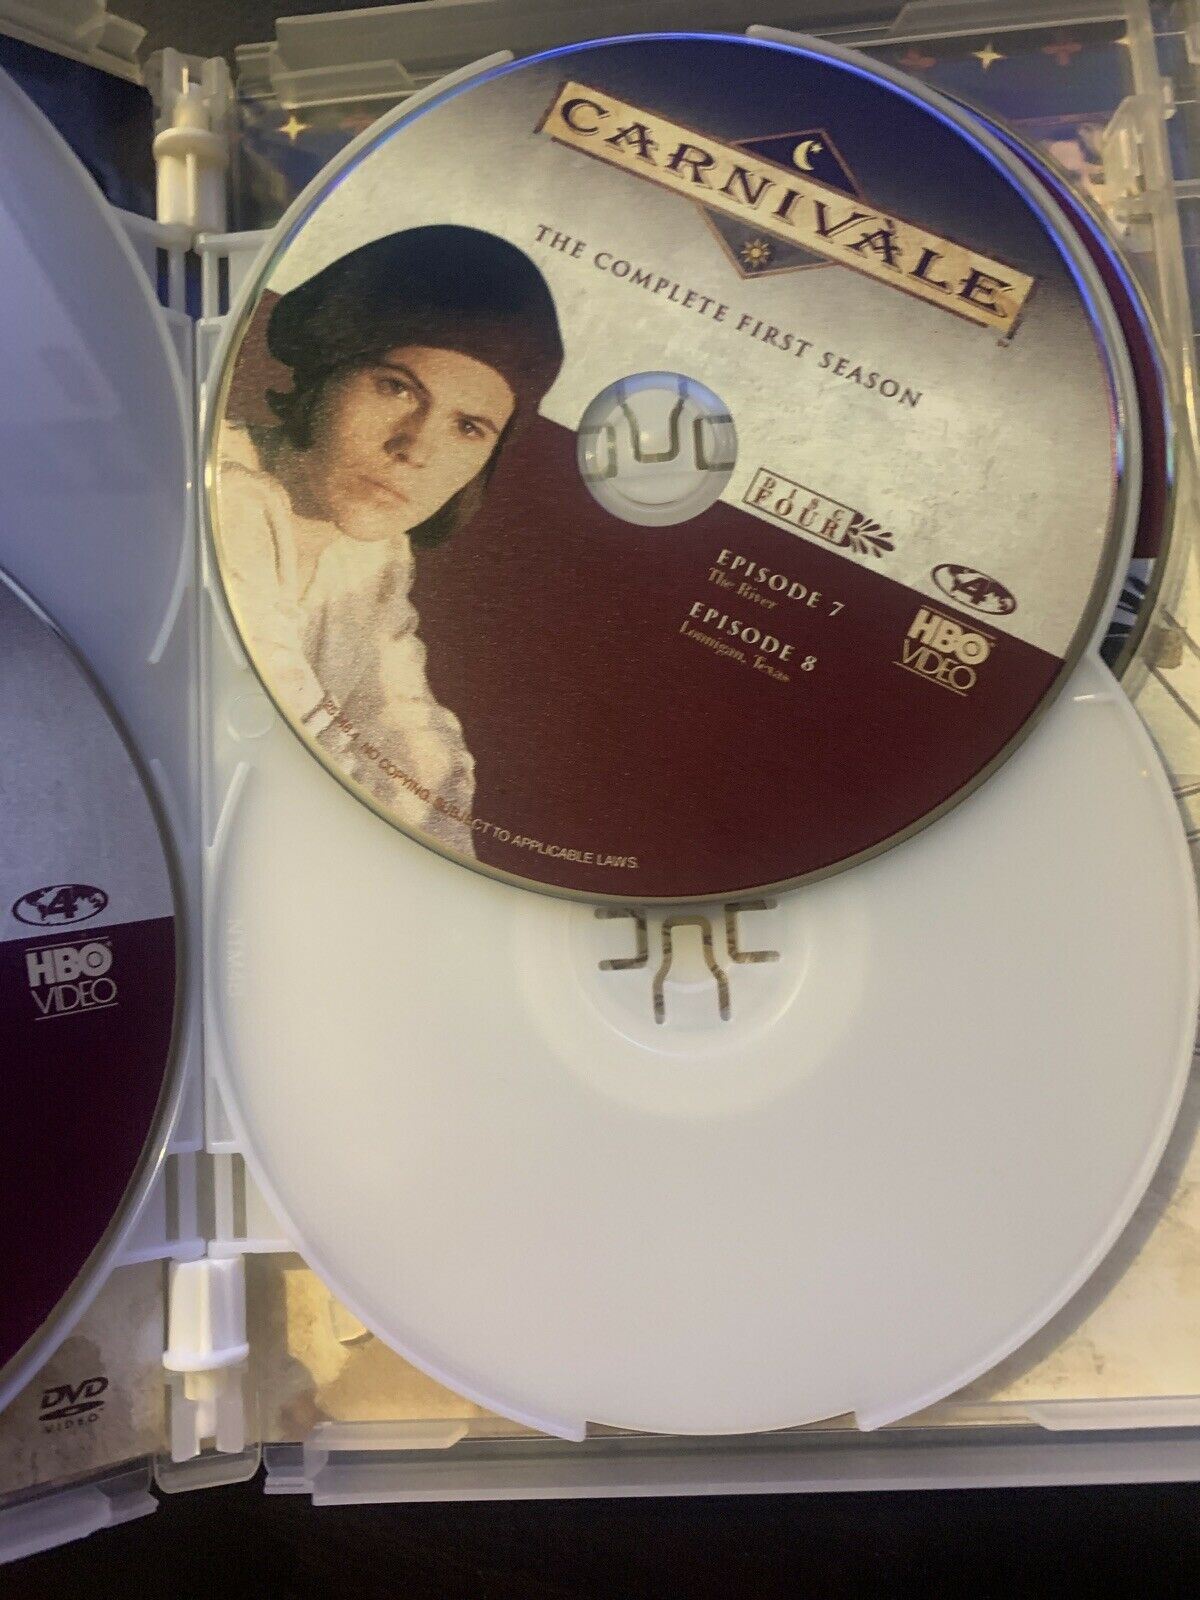 CARNIVÀLE
THE COMPLETE FIRST SEASON
DISC
FOUR
EPISODE 7
The River
EPISODE 8
Lonnigan, Texas
4
HBO
VIDEO
NO COPYING. SUBJECT TO APPLICABLE LAWS.
4
HBO
VIDEO
DVD
VIDEO